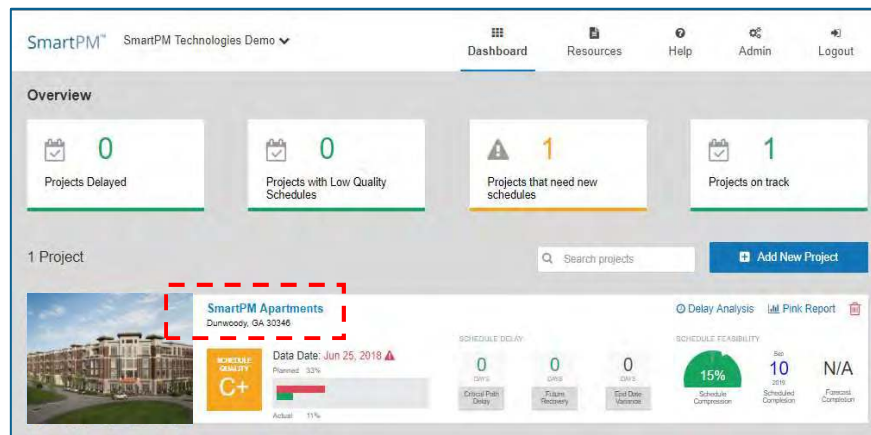 SmartPM™ SmartPM Technologies Demo
Dashboard Resources Help Admin Logout
Overview
0 0 1 1
Projects Delayed Projects with Low Quality Schedules Projects that need new schedules Projects on track
1 Project Search projects Add New Project
SmartPM Apartments Delay Analysis Pink Report
Dunwoody, GA 30346
SCHEDULE DELAY SCHEDULE FEASIBILITY
SCHEDULE QUALITY
C+
Data Date: Jun 25, 2018
Planned 33%
Actual 11%
0 DAYS Critical Path Delay
0 DAYS Future Recovery
0 DAYS End Date Variance
15% Schedule Compression
Sep 10 2019 Scheduled Completion
N/A Forecast Completion